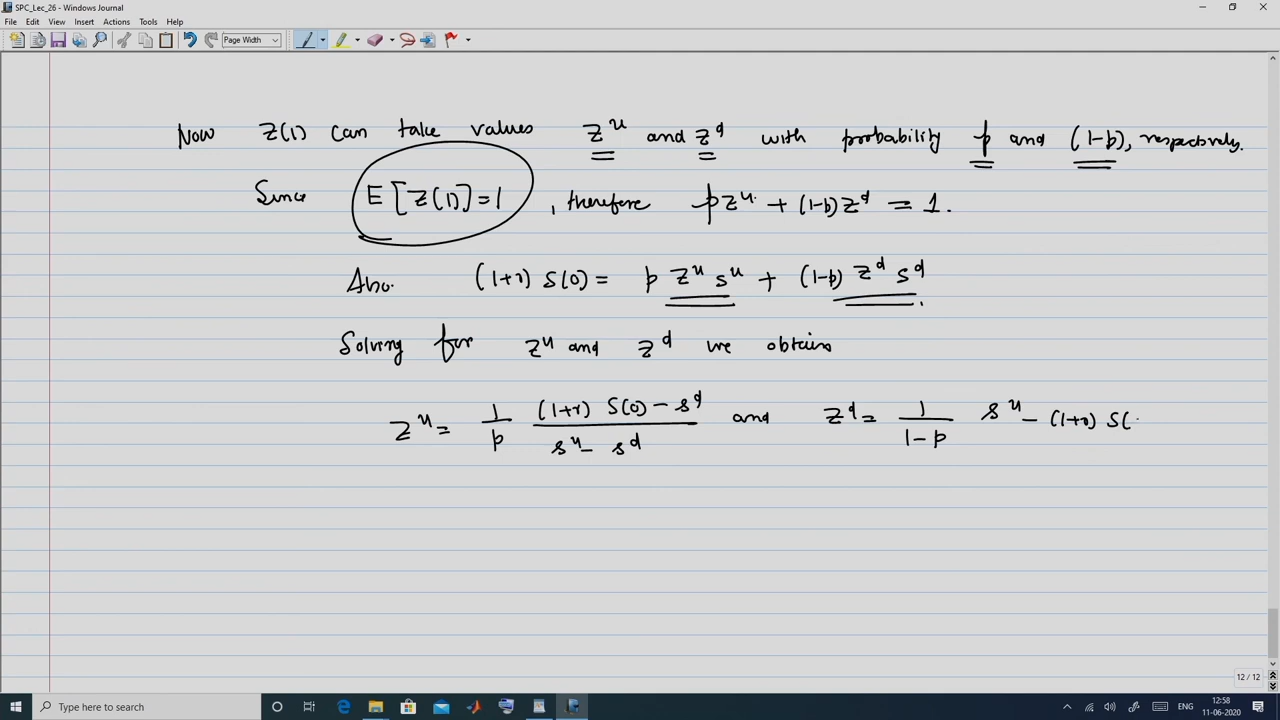 SPC_Lec_26 - Windows Journal
File Edit View Insert Actions Tools Help
Page Width
Now Z(1) can take values Z^u and Z^d with probability p and (1-p), respectively.
Since E[Z(1)] = 1, therefore pZ^u + (1-p)Z^d = 1.
Also (1+r) S(0) = p Z^u S^u + (1-p) Z^d S^d.
Solving for Z^u and Z^d we obtain
Z^u = 1/p ((1+r) S(0) - S^d)/(S^u - S^d) and Z^d = 1/(1-p) S^u - (1+r) S(
12 / 12
Type here to search
12:58
11-06-2020